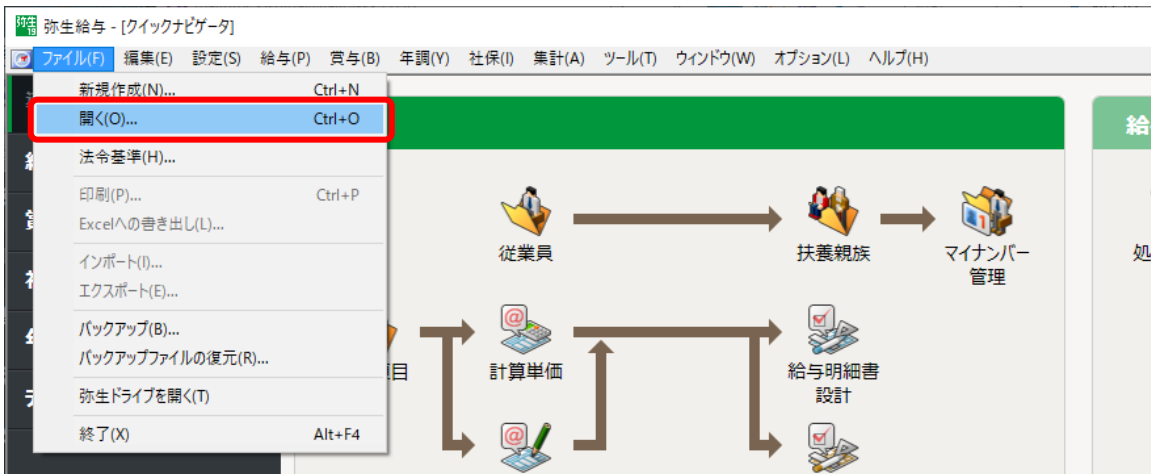 弥生 19 弥生給与 - [クイックナビゲータ]
ファイル(F) 編集(E) 設定(S) 給与(P) 賞与(B) 年調(Y) 社保(I) 集計(A) ツール(T) ウィンドウ(W) オプション(L) ヘルプ(H)
新規作成(N)... Ctrl+N
開く(O)... Ctrl+O
法令基準(H)...
印刷(P)... Ctrl+P
Excelへの書き出し(L)...
インポート(I)...
エクスポート(E)...
バックアップ(B)...
バックアップファイルの復元(R)...
弥生ドライブを開く(T)
終了(X) Alt+F4
給
従業員
扶養親族
マイナンバー
管理
処
目
計算単価
給与明細書
設計